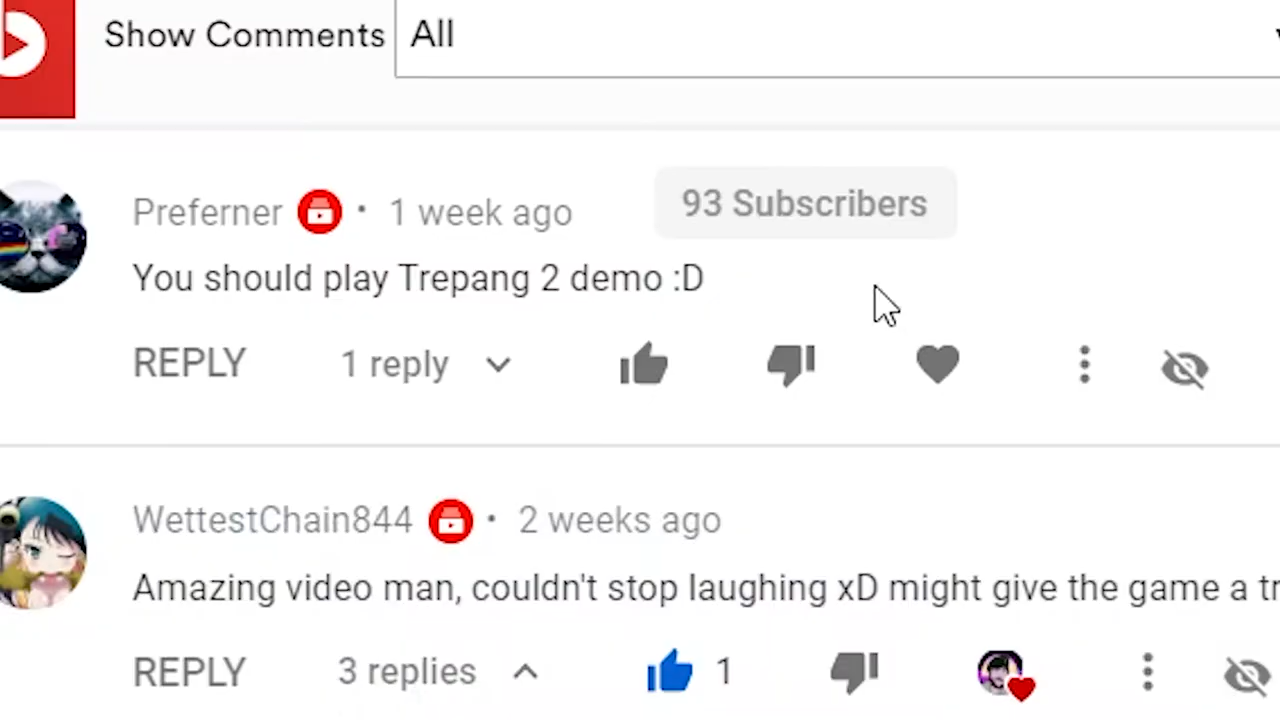 Show Comments All
Preferner • 1 week ago 93 Subscribers
You should play Trepang 2 demo :D
REPLY 1 reply
WettestChain844 • 2 weeks ago
Amazing video man, couldn't stop laughing xD might give the game a
REPLY 3 replies 1